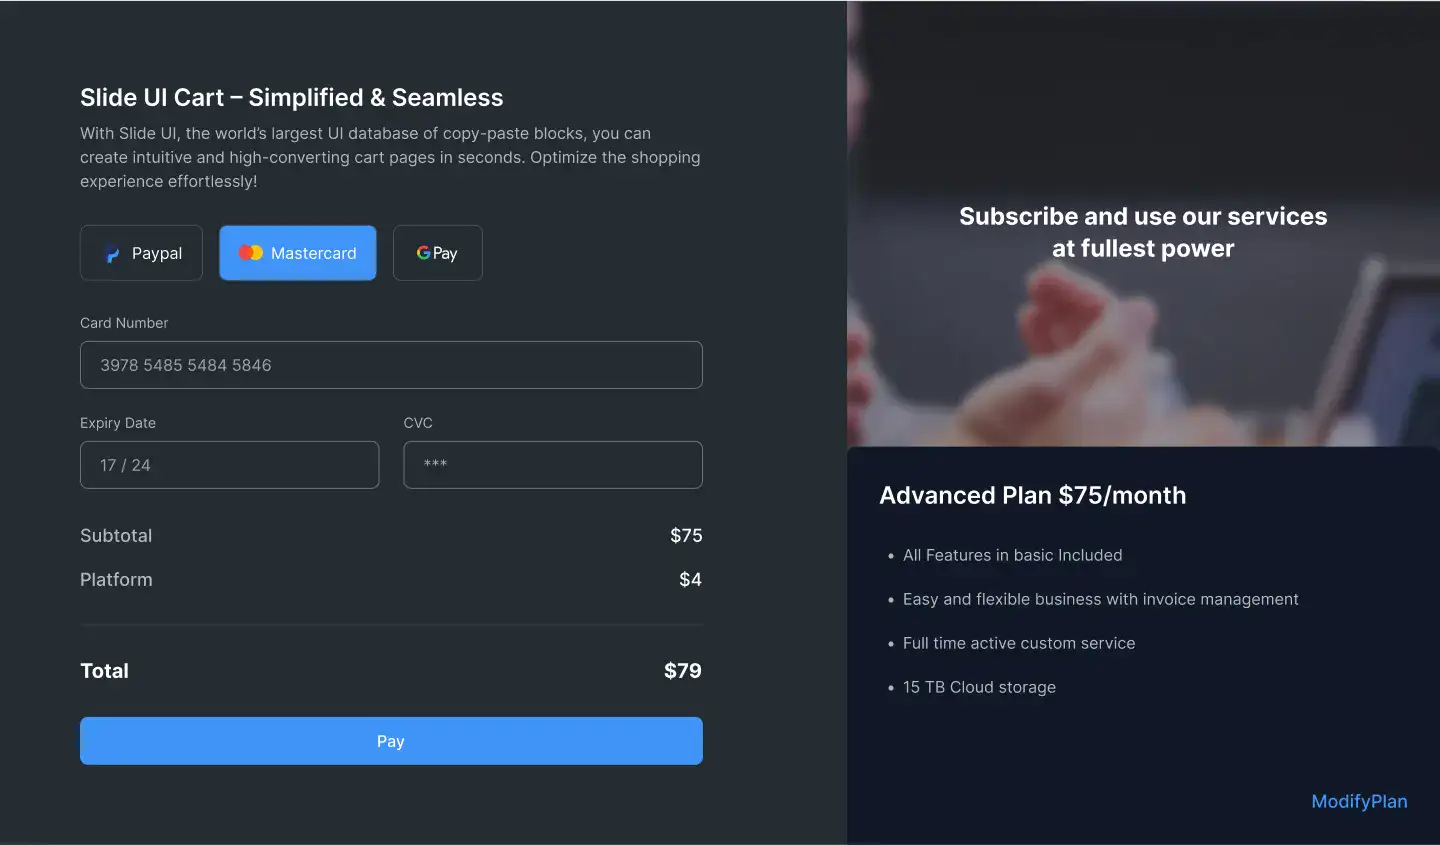 Slide UI Cart – Simplified & Seamless
With Slide UI, the world’s largest UI database of copy-paste blocks, you can
create intuitive and high-converting cart pages in seconds. Optimize the shopping
experience effortlessly!
Paypal
Mastercard
G Pay
Card Number
3978 5485 5484 5846
Expiry Date
CVC
17 / 24
***
Subtotal
$75
Platform
$4
Total
$79
Pay
Subscribe and use our services
at fullest power
Advanced Plan $75/month
• All Features in basic Included
• Easy and flexible business with invoice management
• Full time active custom service
• 15 TB Cloud storage
ModifyPlan